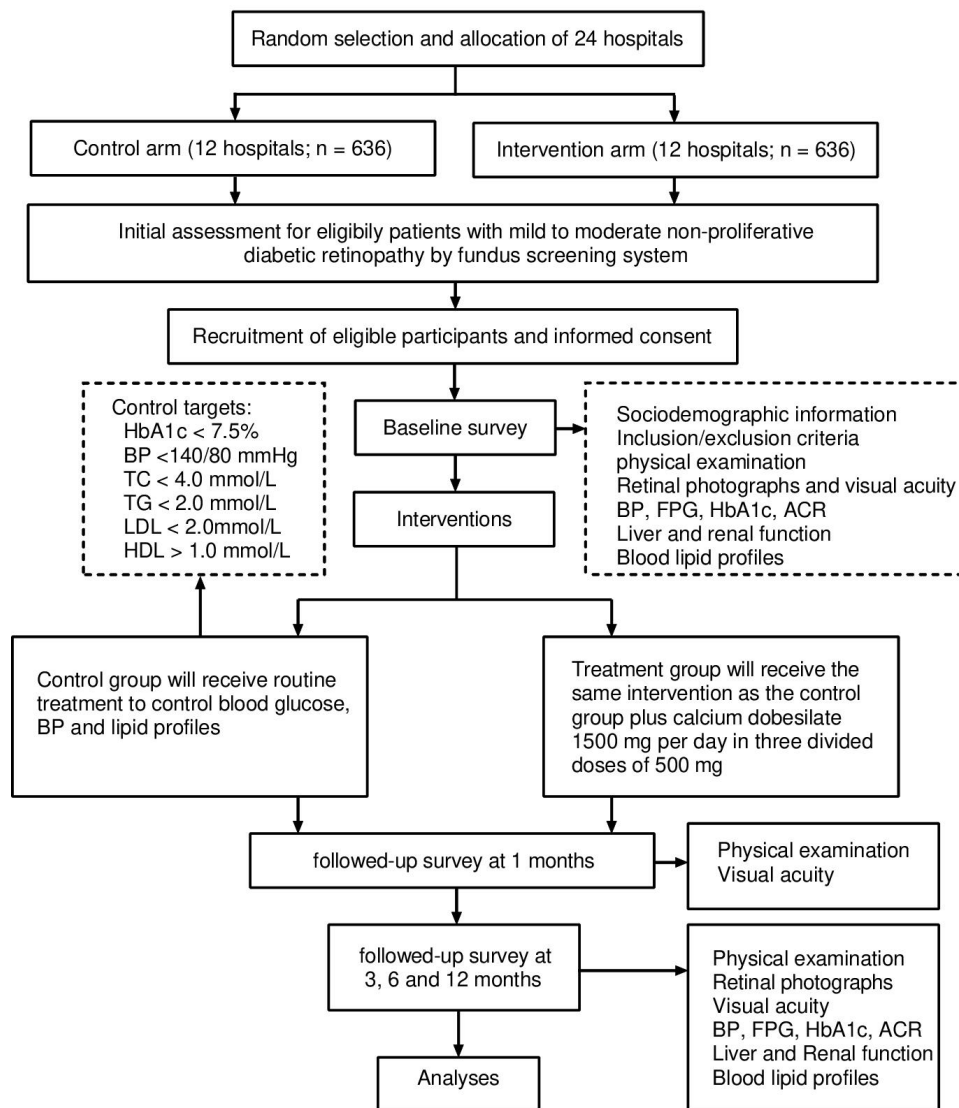 Random selection and allocation of 24 hospitals
Control arm (12 hospitals; n = 636)
Intervention arm (12 hospitals; n = 636)
Initial assessment for eligibily patients with mild to moderate non-proliferative
diabetic retinopathy by fundus screening system
Recruitment of eligible participants and informed consent
Control targets:
HbA1c < 7.5%
BP <140/80 mmHg
TC < 4.0 mmol/L
TG < 2.0 mmol/L
LDL < 2.0mmol/L
HDL > 1.0 mmol/L
Baseline survey
Sociodemographic information
Inclusion/exclusion criteria
physical examination
Retinal photographs and visual acuity
BP, FPG, HbA1c, ACR
Liver and renal function
Blood lipid profiles
Interventions
Control group will receive routine
treatment to control blood glucose,
BP and lipid profiles
Treatment group will receive the
same intervention as the control
group plus calcium dobesilate
1500 mg per day in three divided
doses of 500 mg
followed-up survey at 1 months
Physical examination
Visual acuity
followed-up survey at
3, 6 and 12 months
Physical examination
Retinal photographs
Visual acuity
BP, FPG, HbA1c, ACR
Liver and Renal function
Blood lipid profiles
Analyses